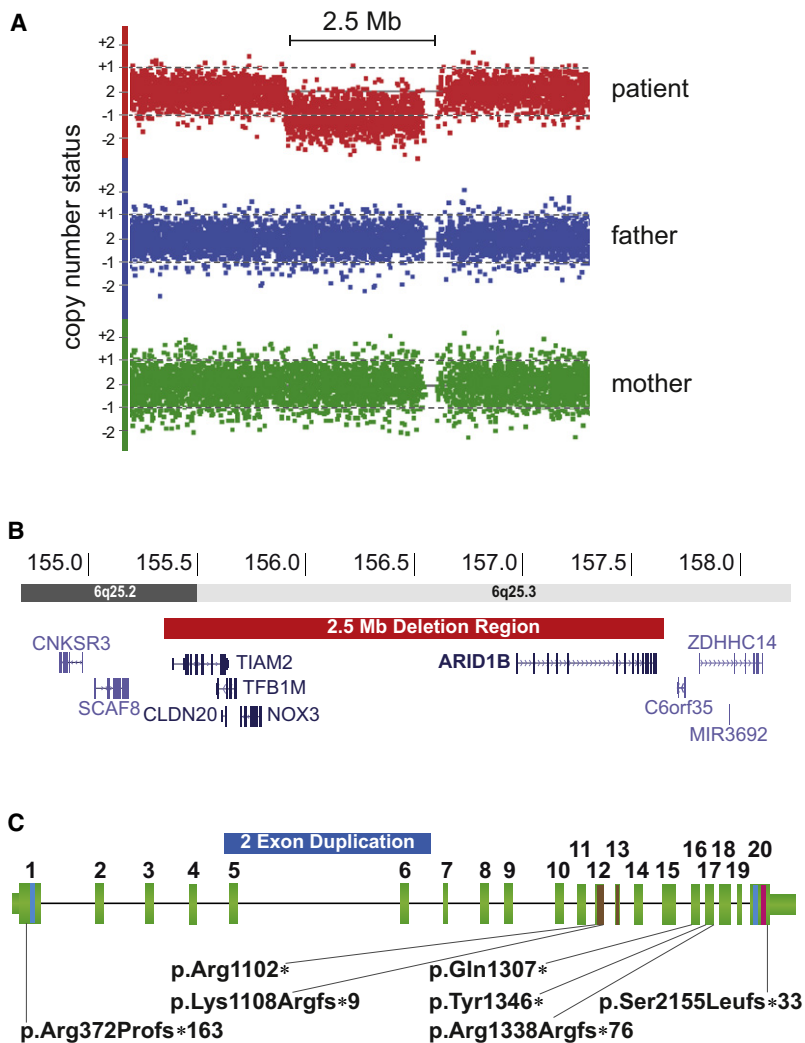 A
2.5 Mb
+2
+1
2
-1
-2
patient
+2
+1
2
-1
-2
father
+2
+1
2
-1
-2
mother
copy number status
B
155.0 155.5 156.0 156.5 157.0 157.5 158.0
6q25.2 6q25.3
2.5 Mb Deletion Region
CNKSR3 TIAM2 ARID1B ZDHHC14
SCAF8 TFB1M C6orf35
CLDN20 NOX3 MIR3692
C
2 Exon Duplication
1 2 3 4 5 6 7 8 9 10 11 12 13 14 15 16 17 18 19 20
p.Arg1102* p.Gln1307*
p.Lys1108Argfs*9 p.Tyr1346* p.Ser2155Leufs*33
p.Arg372Profs*163 p.Arg1338Argfs*76